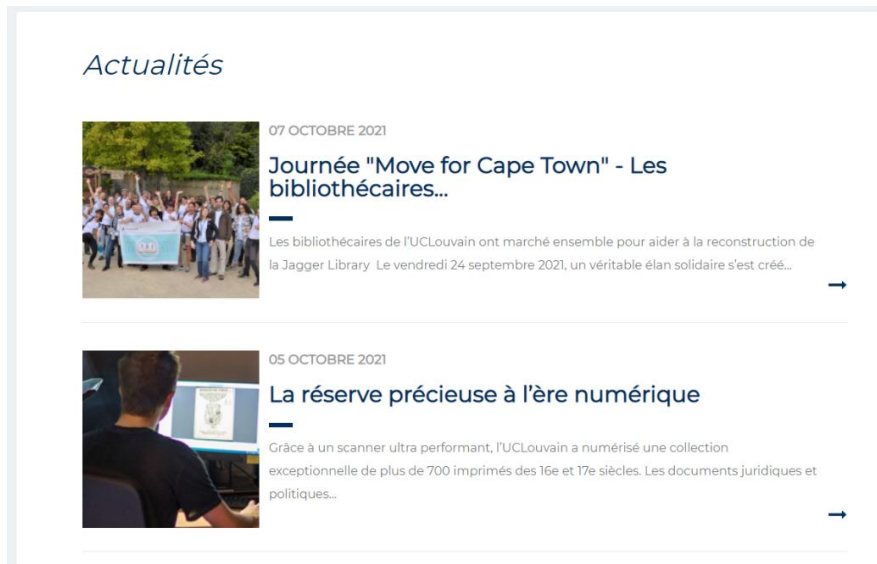 Actualités
07 OCTOBRE 2021
Journée "Move for Cape Town" - Les
bibliothécaires...
Les bibliothécaires de l'UCLouvain ont marché ensemble pour aider à la reconstruction de
la Jagger Library Le vendredi 24 septembre 2021, un véritable élan solidaire s'est créé...
05 OCTOBRE 2021
La réserve précieuse à l'ère numérique
Grâce à un scanner ultra performant, l'UCLouvain a numérisé une collection
exceptionnelle de plus de 700 imprimés des 16e et 17e siècles. Les documents juridiques et
politiques...